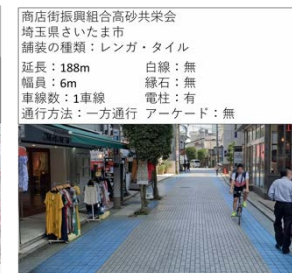 商店街振興組合高砂共栄会
埼玉県さいたま市
舗装の種類：レンガ・タイル
延長：188m 白線：無
幅員：6m 縁石：無
車線数：1車線 電柱：有
通行方法：一方通行 アーケード：無